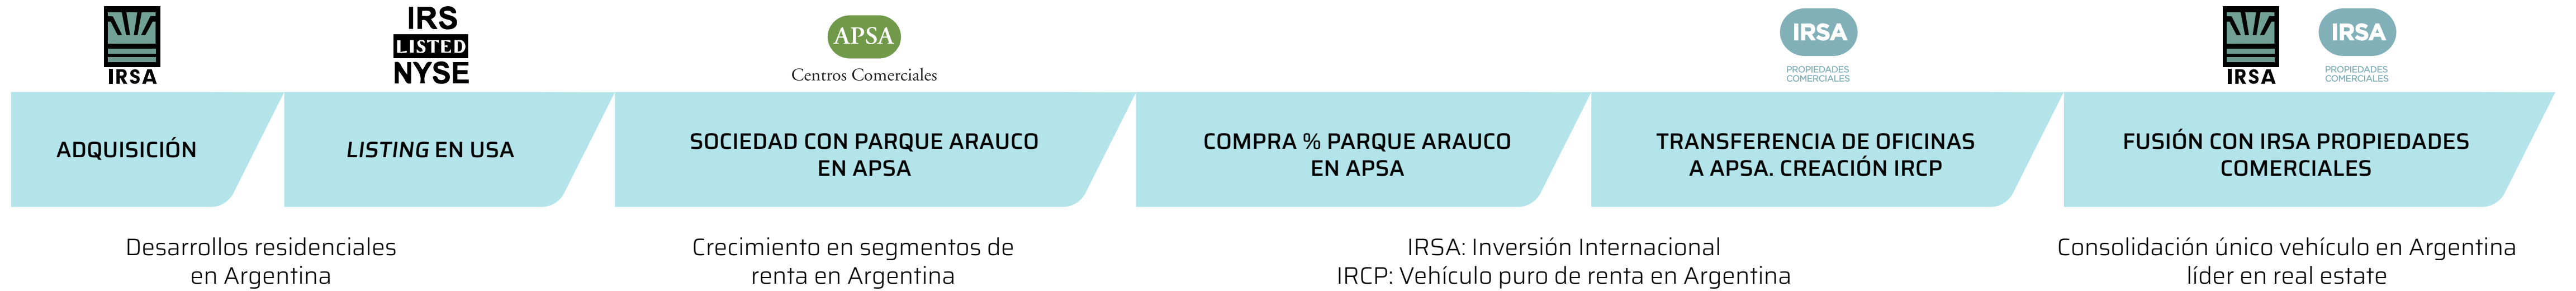 IRSA
IRS
LISTED
NYSE
APSA
Centros Comerciales
IRSA
PROPIEDADES
COMERCIALES
IRSA
IRSA
PROPIEDADES
COMERCIALES
ADQUISICIÓN
LISTING EN USA
SOCIEDAD CON PARQUE ARAUCO
EN APSA
COMPRA % PARQUE ARAUCO
EN APSA
TRANSFERENCIA DE OFICINAS
A APSA. CREACIÓN IRCP
FUSIÓN CON IRSA PROPIEDADES
COMERCIALES
Desarrollos residenciales
en Argentina
Crecimiento en segmentos de
renta en Argentina
IRSA: Inversión Internacional
IRCP: Vehículo puro de renta en Argentina
Consolidación único vehículo en Argentina
líder en real estate